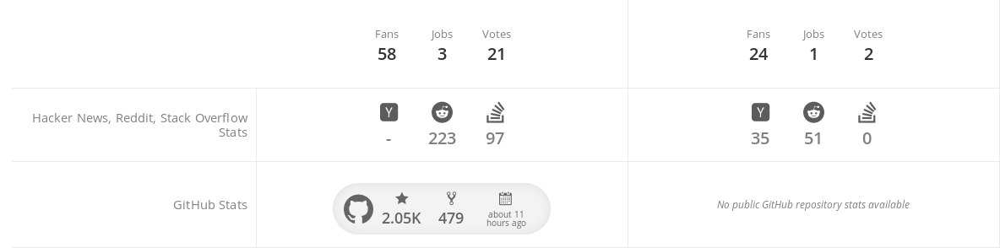 Fans Jobs Votes
58 3 21
Fans Jobs Votes
24 1 2
Hacker News, Reddit, Stack Overflow
Stats
Y
- 223 97
Y
35 51 0
GitHub Stats
2.05K 479 about 11
hours ago
No public GitHub repository stats available